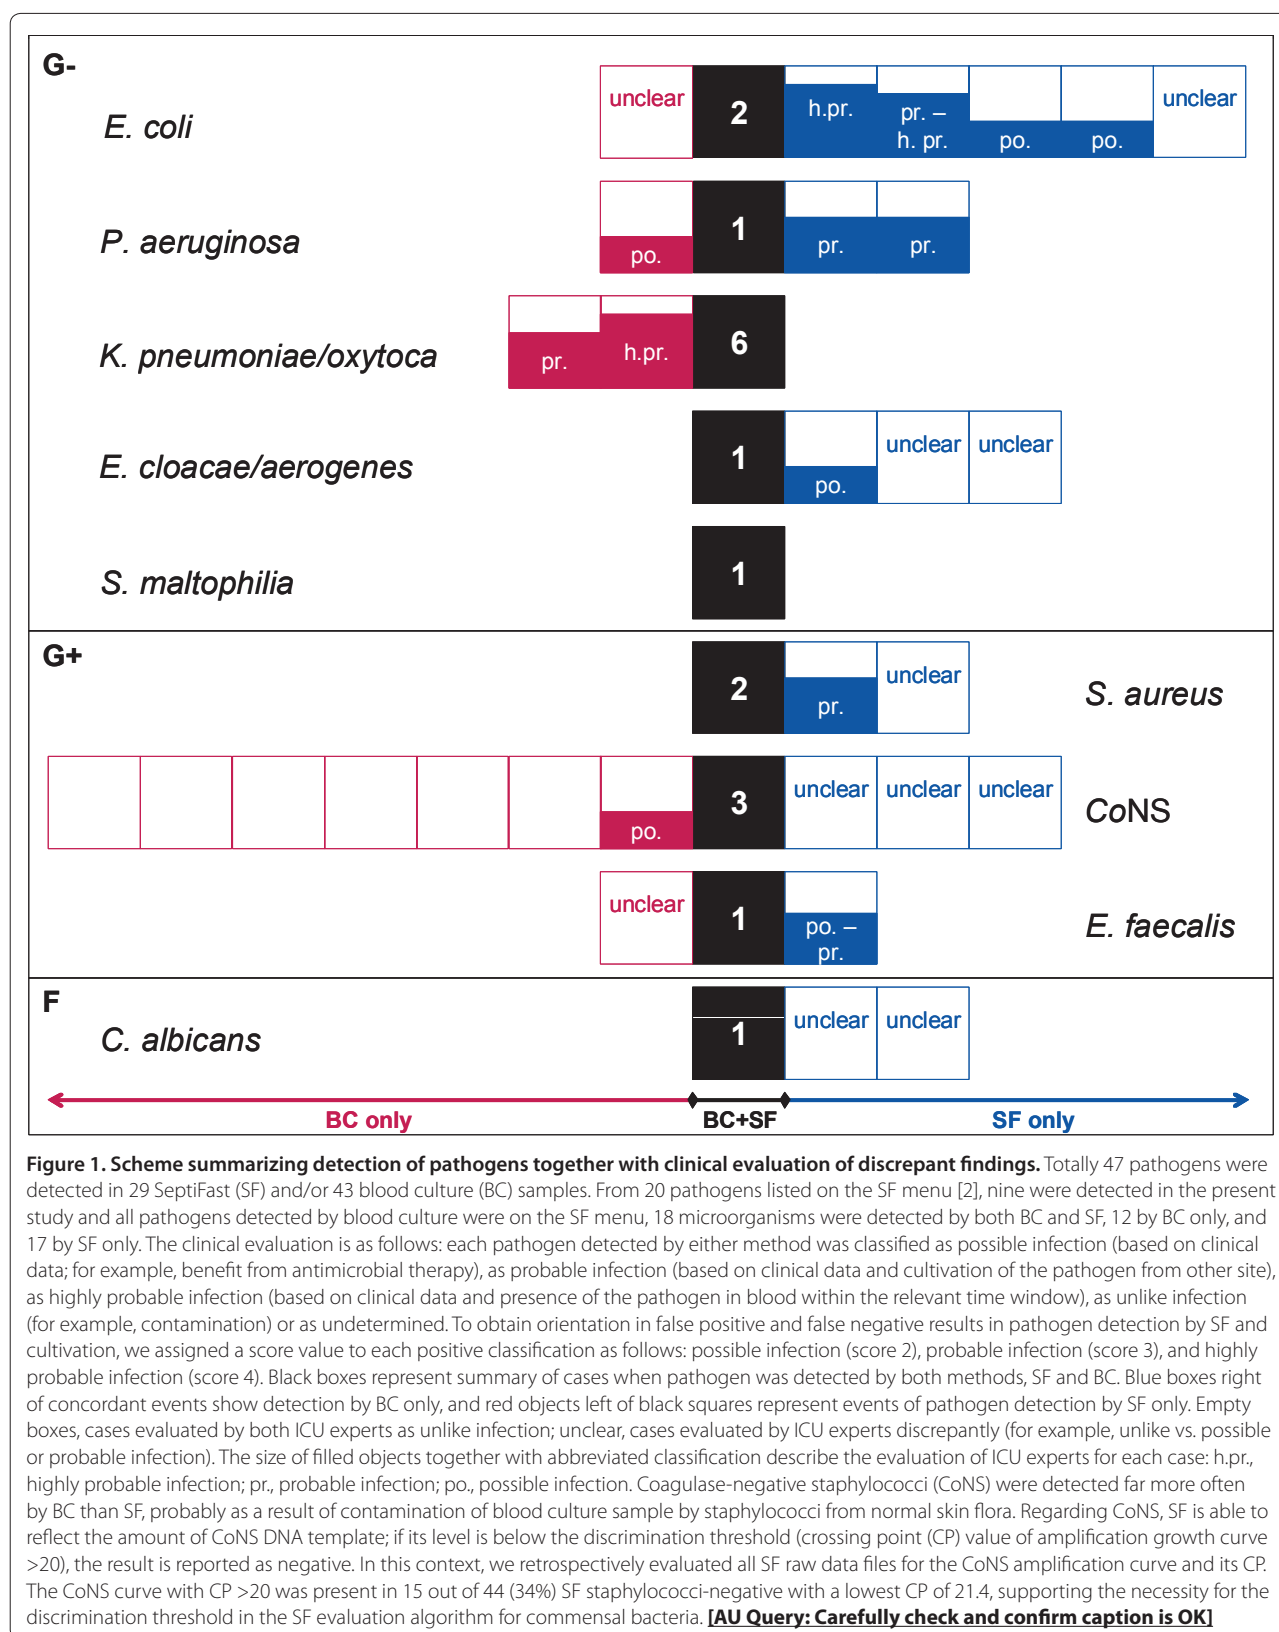 G-
E. coli
unclear
2
h.pr.
pr. –
h. pr.
po.
po.
unclear
P. aeruginosa
po.
1
pr.
pr.
K. pneumoniae/oxytoca
pr.
h.pr.
6
E. cloacae/aerogenes
1
po.
unclear
unclear
S. maltophilia
1
G+
2
pr.
unclear
S. aureus
po.
3
unclear
unclear
unclear
CoNS
unclear
1
po. –
pr.
E. faecalis
F
C. albicans
1
unclear
unclear
BC only
BC+SF
SF only
Figure 1. Scheme summarizing detection of pathogens together with clinical evaluation of discrepant findings. Totally 47 pathogens were
detected in 29 SeptiFast (SF) and/or 43 blood culture (BC) samples. From 20 pathogens listed on the SF menu [2], nine were detected in the present
study and all pathogens detected by blood culture were on the SF menu, 18 microorganisms were detected by both BC and SF, 12 by BC only, and
17 by SF only. The clinical evaluation is as follows: each pathogen detected by either method was classified as possible infection (based on clinical
data; for example, benefit from antimicrobial therapy), as probable infection (based on clinical data and cultivation of the pathogen from other site),
as highly probable infection (based on clinical data and presence of the pathogen in blood within the relevant time window), as unlike infection
(for example, contamination) or as undetermined. To obtain orientation in false positive and false negative results in pathogen detection by SF and
cultivation, we assigned a score value to each positive classification as follows: possible infection (score 2), probable infection (score 3), and highly
probable infection (score 4). Black boxes represent summary of cases when pathogen was detected by both methods, SF and BC. Blue boxes right
of concordant events show detection by BC only, and red objects left of black squares represent events of pathogen detection by SF only. Empty
boxes, cases evaluated by both ICU experts as unlike infection; unclear, cases evaluated by ICU experts discrepantly (for example, unlike vs. possible
or probable infection). The size of filled objects together with abbreviated classification describe the evaluation of ICU experts for each case: h.pr.,
highly probable infection; pr., probable infection; po., possible infection. Coagulase-negative staphylococci (CoNS) were detected far more often
by BC than SF, probably as a result of contamination of blood culture sample by staphylococci from normal skin flora. Regarding CoNS, SF is able to
reflect the amount of CoNS DNA template; if its level is below the discrimination threshold (crossing point (CP) value of amplification growth curve
>20), the result is reported as negative. In this context, we retrospectively evaluated all SF raw data files for the CoNS amplification curve and its CP.
The CoNS curve with CP >20 was present in 15 out of 44 (34%) SF staphylococci-negative with a lowest CP of 21.4, supporting the necessity for the
discrimination threshold in the SF evaluation algorithm for commensal bacteria. [AU Query: Carefully check and confirm caption is OK]